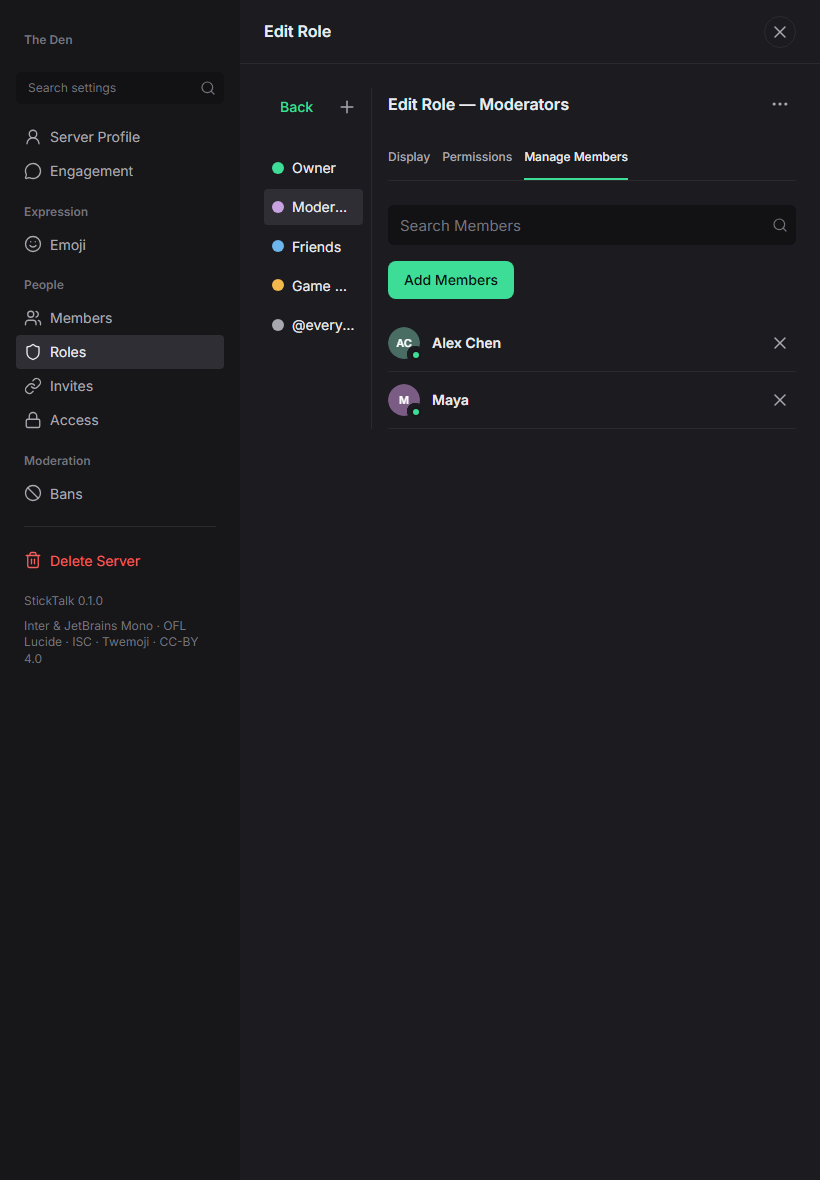 The Den
Search settings
Server Profile
Engagement
Expression
Emoji
People
Members
Roles
Invites
Access
Moderation
Bans
Delete Server
StickTalk 0.1.0
Inter & JetBrains Mono · OFL
Lucide · ISC · Twemoji · CC-BY
4.0
Edit Role
Back
Owner
Moder...
Friends
Game ...
@every...
Edit Role — Moderators
Display Permissions Manage Members
Search Members
Add Members
AC Alex Chen
M Maya